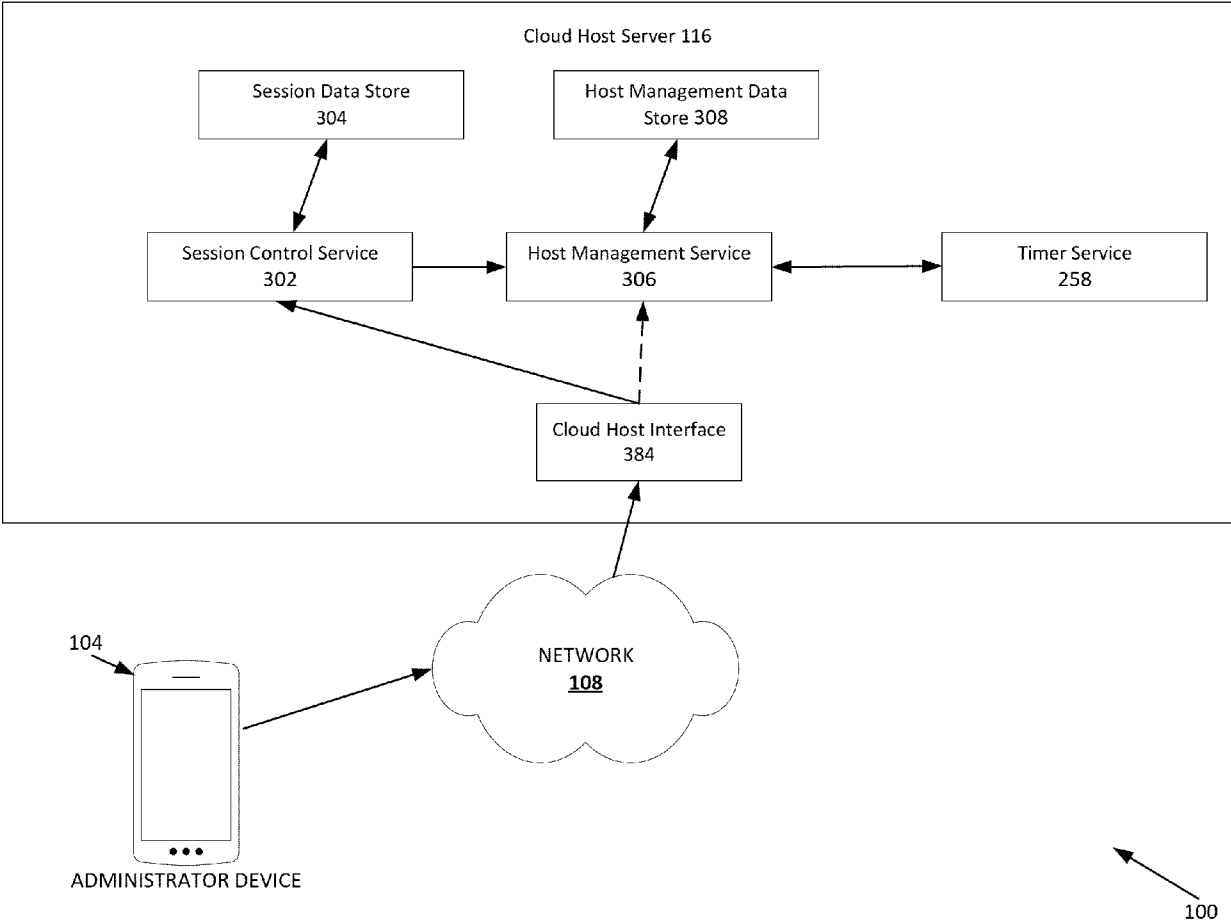 Cloud Host Server 116
Session Data Store
304
Host Management Data
Store 308
Session Control Service
302
Host Management Service
306
Timer Service
258
Cloud Host Interface
384
NETWORK
108
104
ADMINISTRATOR DEVICE
100